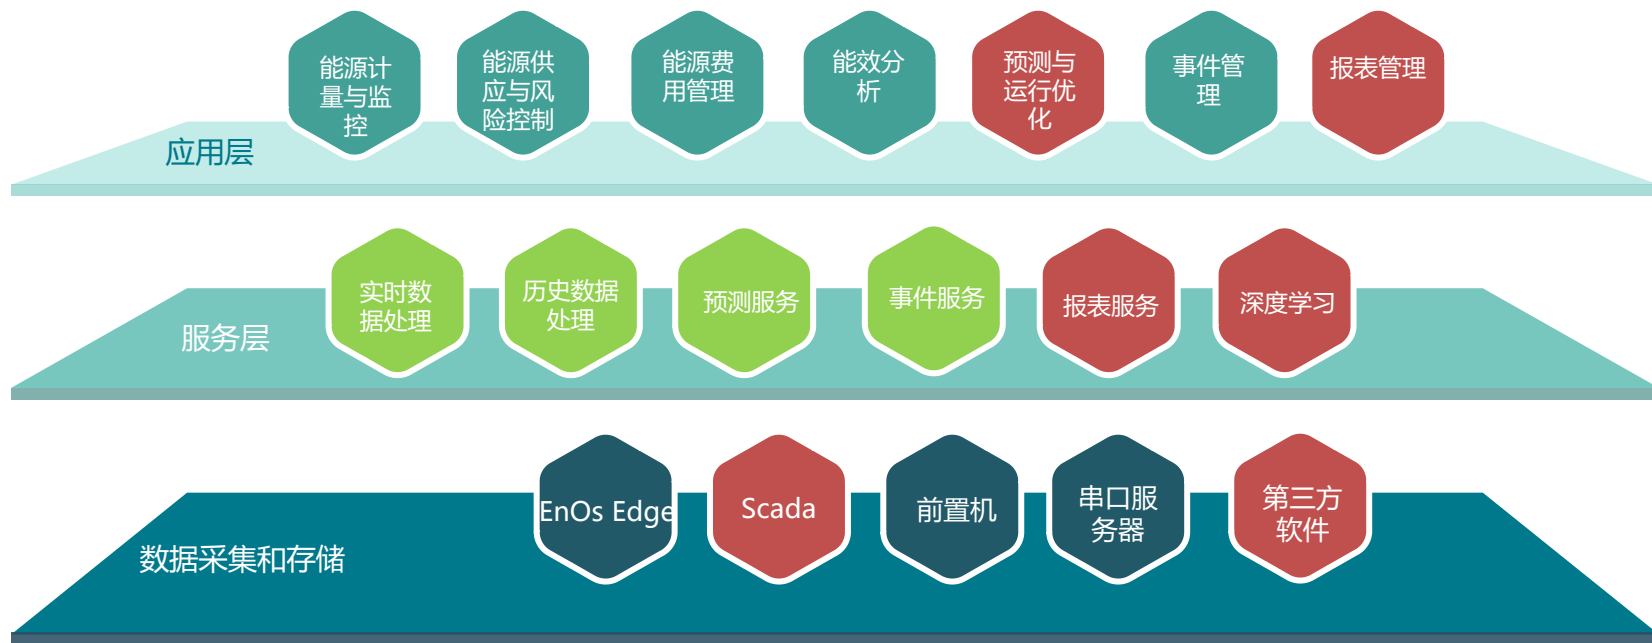 能源计
量与监
控
能源供
应与风
险控制
能源费
用管理
能效分
析
预测与
运行优
化
事件管
理
报表管理
应用层
实时数
据处理
历史数据
处理
预测服务
事件服务
报表服务
深度学习
服务层
EnOs Edge
Scada
前置机
串口服
务器
第三方
软件
数据采集和存储